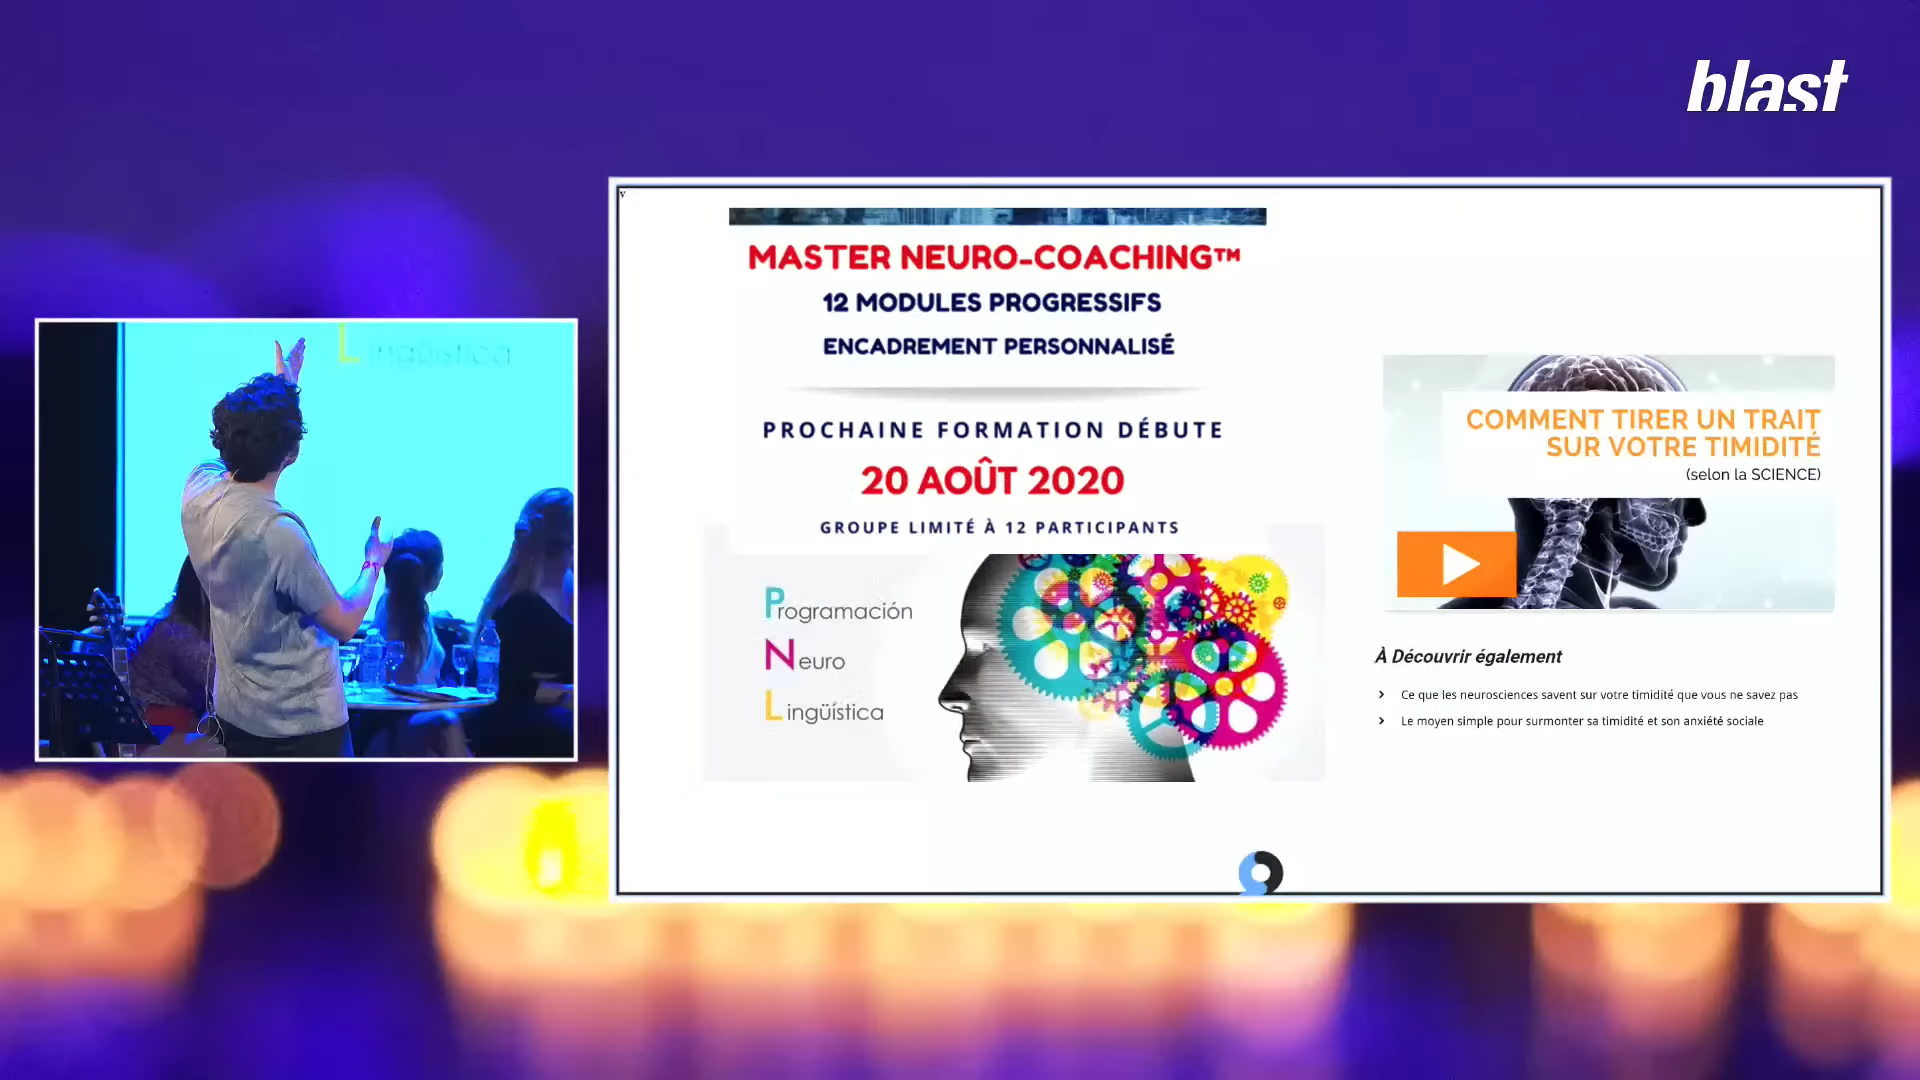 blast
L ingüística
v
MASTER NEURO-COACHING™
12 MODULES PROGRESSIFS
ENCADREMENT PERSONNALISÉ
PROCHAINE FORMATION DÉBUTE
20 AOÛT 2020
GROUPE LIMITÉ À 12 PARTICIPANTS
Programación
Neuro
Lingüística
COMMENT TIRER UN TRAIT
SUR VOTRE TIMIDITÉ
(selon la SCIENCE)
À Découvrir également
Ce que les neurosciences savent sur votre timidité que vous ne savez pas
Le moyen simple pour surmonter sa timidité et son anxiété sociale